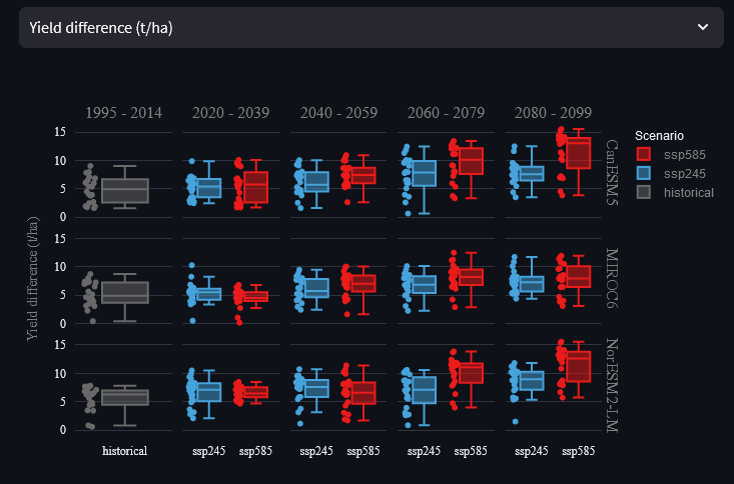 Yield difference (t/ha)
1995 - 2014
2020 - 2039
2040 - 2059
2060 - 2079
2080 - 2099
Scenario
ssp585
ssp245
historical
Yield difference (t/ha)
15
10
5
0
CanESM5
15
10
5
0
MIROC6
15
10
5
0
NorESM2-LM
historical
ssp245
ssp585
ssp245
ssp585
ssp245
ssp585
ssp245
ssp585